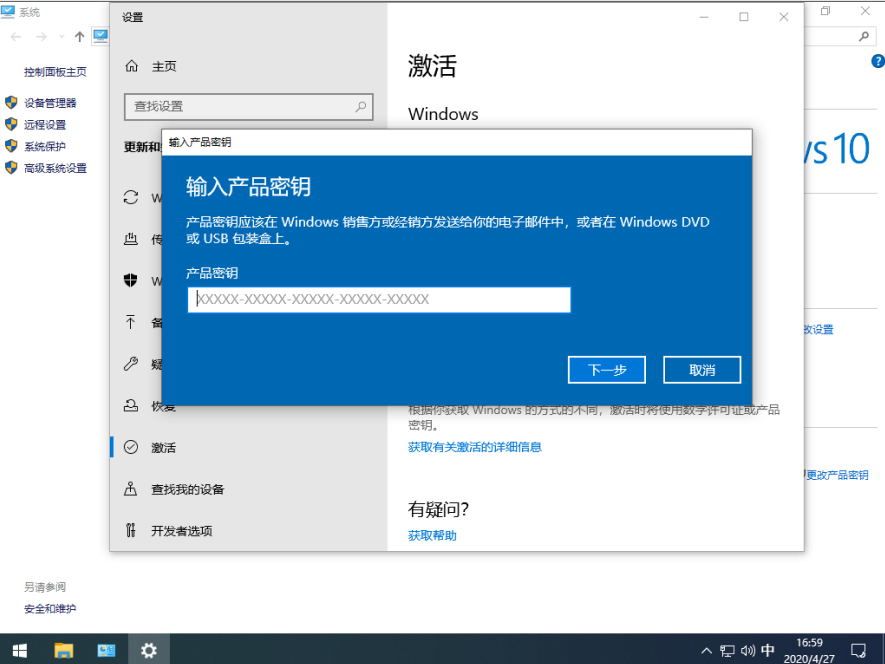 系统
控制面板主页
设备管理器
远程设置
系统保护
高级系统设置
另请参阅
安全和维护
设置
主页
查找设置
更新和
W
传
W
备
疑
恢复
激活
查找我的设备
开发者选项
激活
Windows
输入产品密钥
输入产品密钥
产品密钥应该在 Windows 销售方或经销方发送给你的电子邮件中，或者在 Windows DVD
或 USB 包装盒上。
产品密钥
XXXXX-XXXXX-XXXXX-XXXXX-XXXXX
下一步
取消
根据你获取 Windows 的方式的不同，激活时将使用数字许可证或产品
密钥。
获取有关激活的详细信息
有疑问?
获取帮助
?
vs 10
改设置
更改产品密钥
中
16:59
2020/4/27